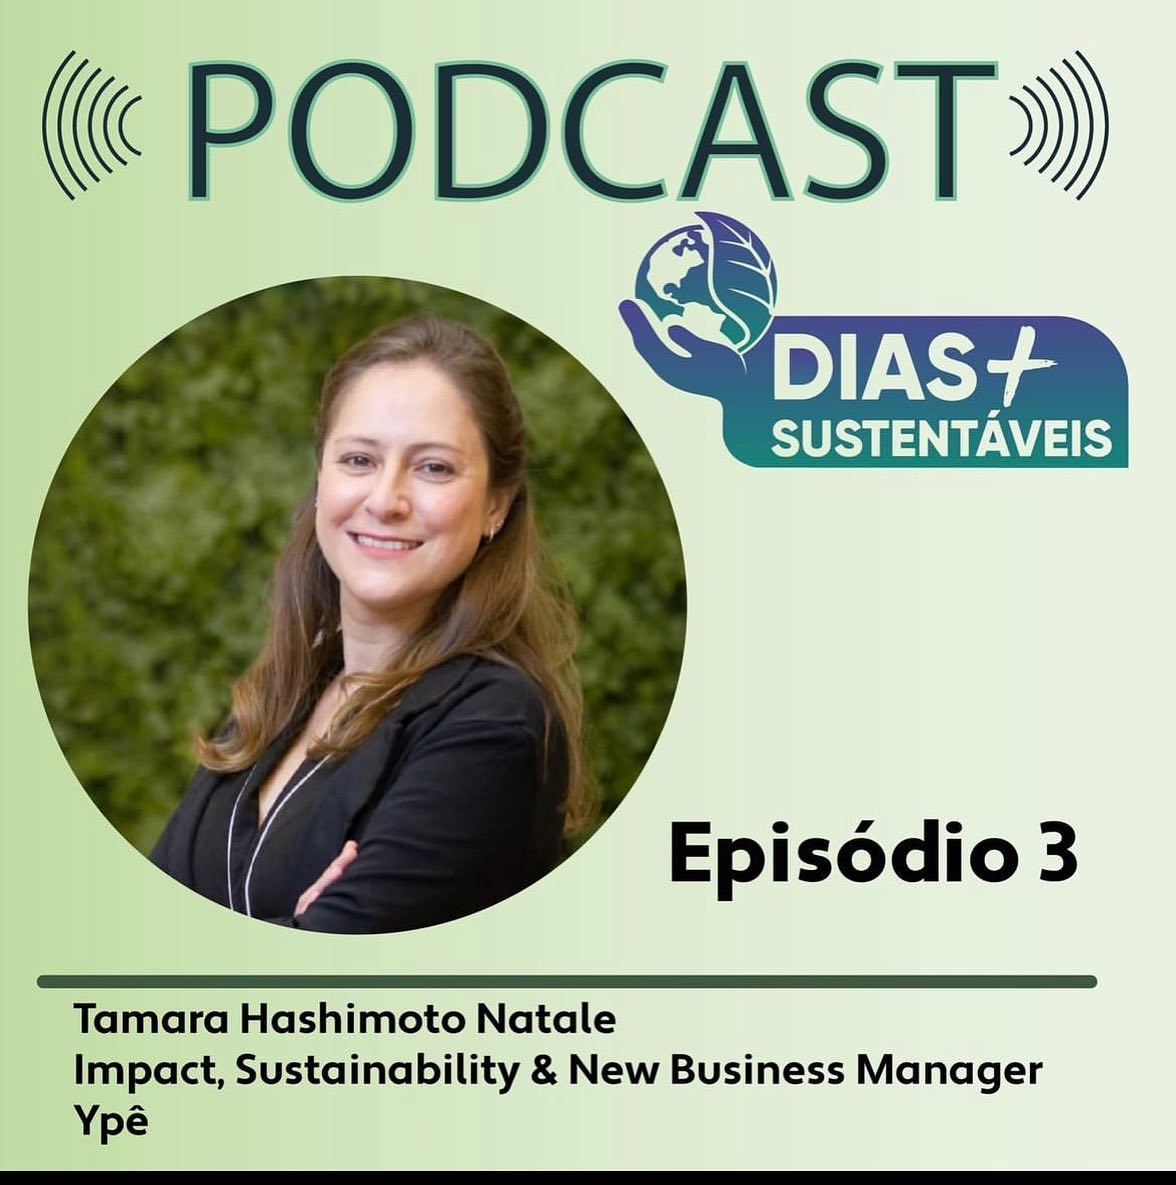 PODCAST
DIAS+
SUSTENTÁVEIS
Episódio 3
Tamara Hashimoto Natale
Impact, Sustainability & New Business Manager
Ypê